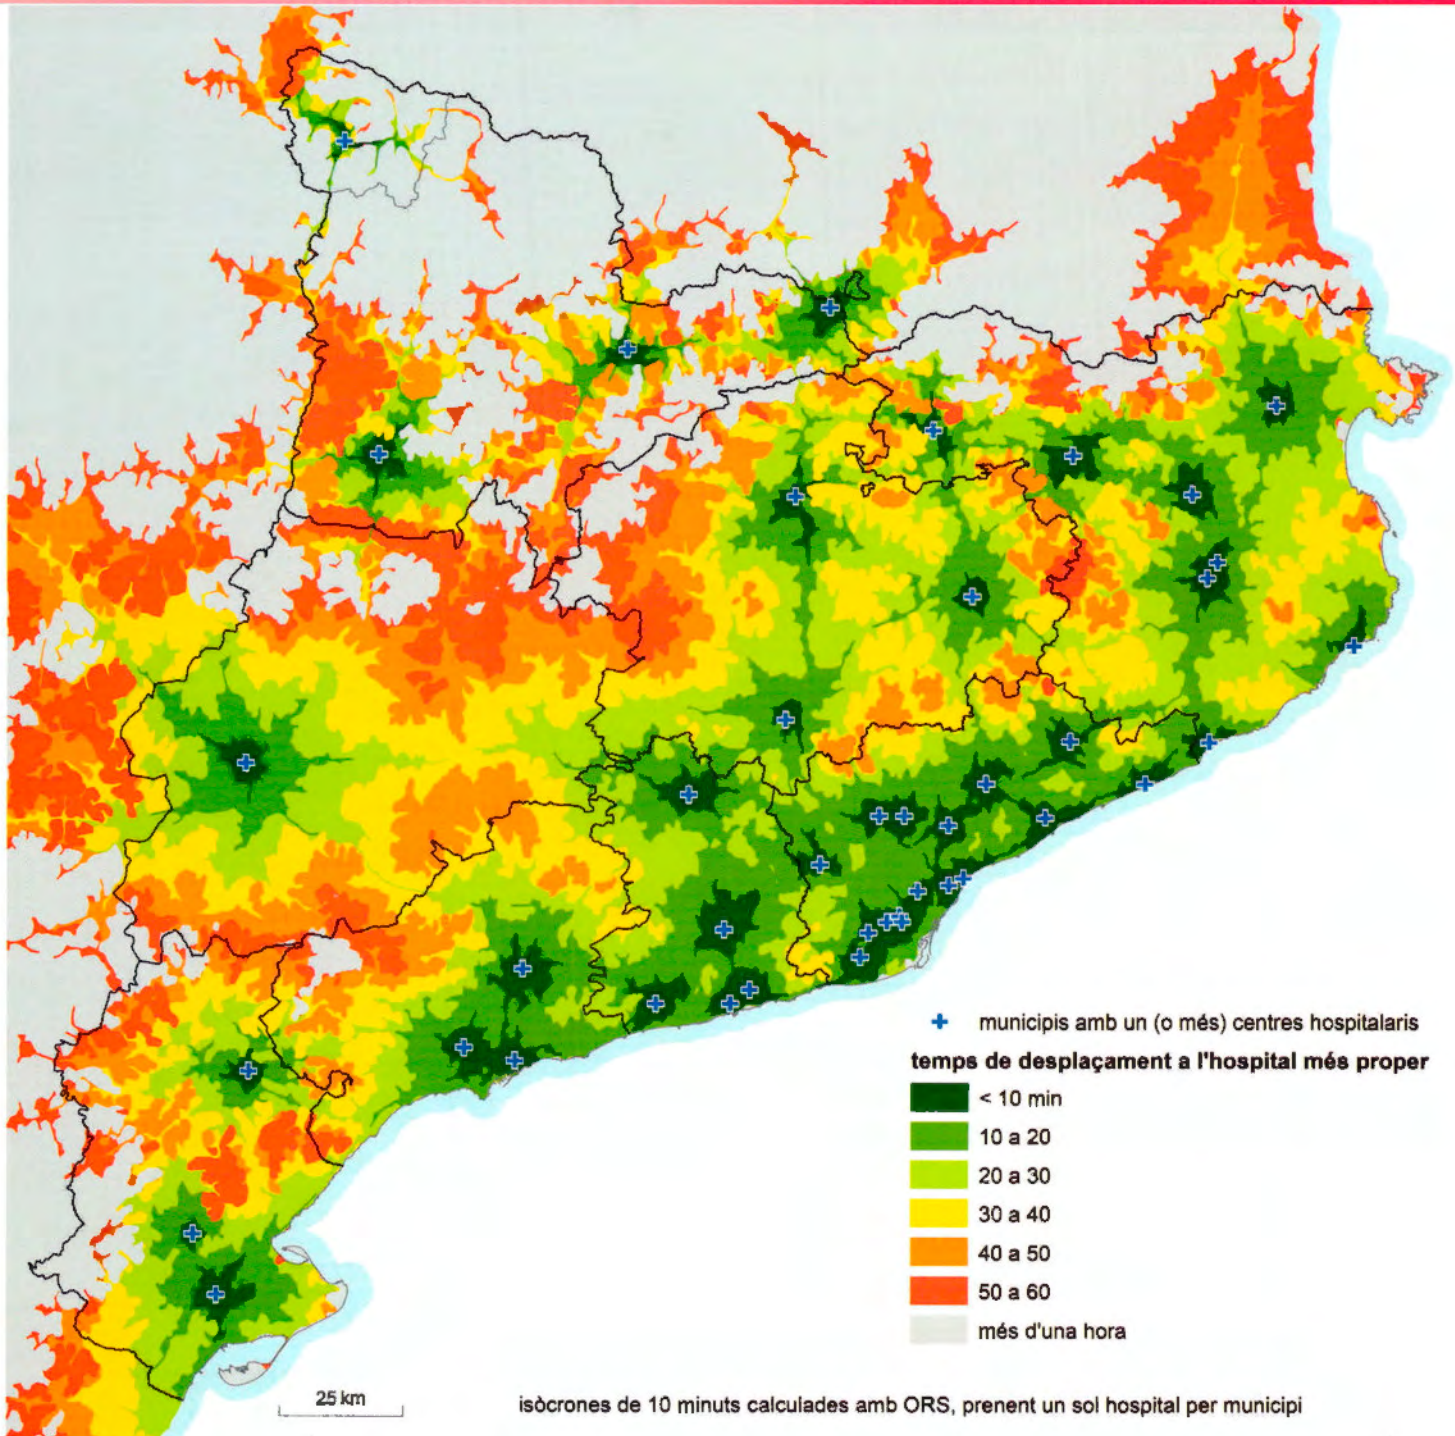 municipis amb un (o més) centres hospitalaris
temps de desplaçament a l'hospital més proper
< 10 min
10 a 20
20 a 30
30 a 40
40 a 50
50 a 60
més d'una hora
25 km
isòcrones de 10 minuts calculades amb ORS, prenent un sol hospital per municipi